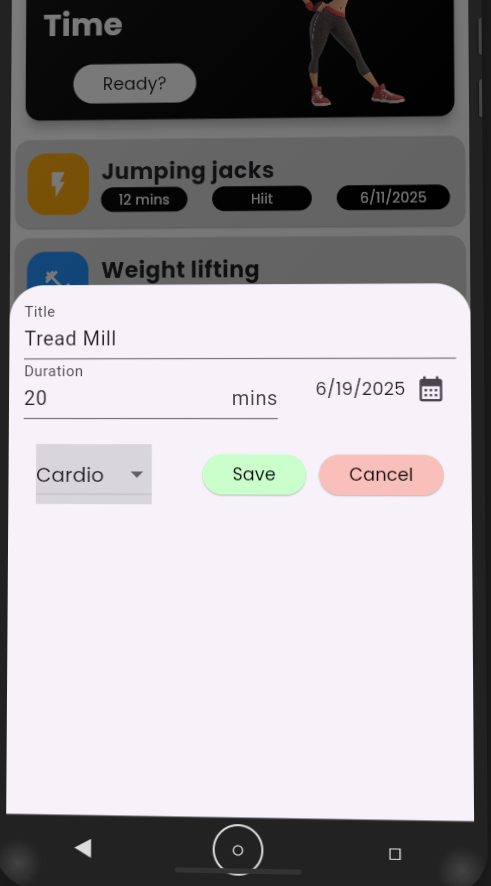 Time
Ready?
Jumping jacks
12 mins Hiit 6/11/2025
Weight lifting
Title
Tread Mill
Duration
20 mins 6/19/2025
Cardio Save Cancel